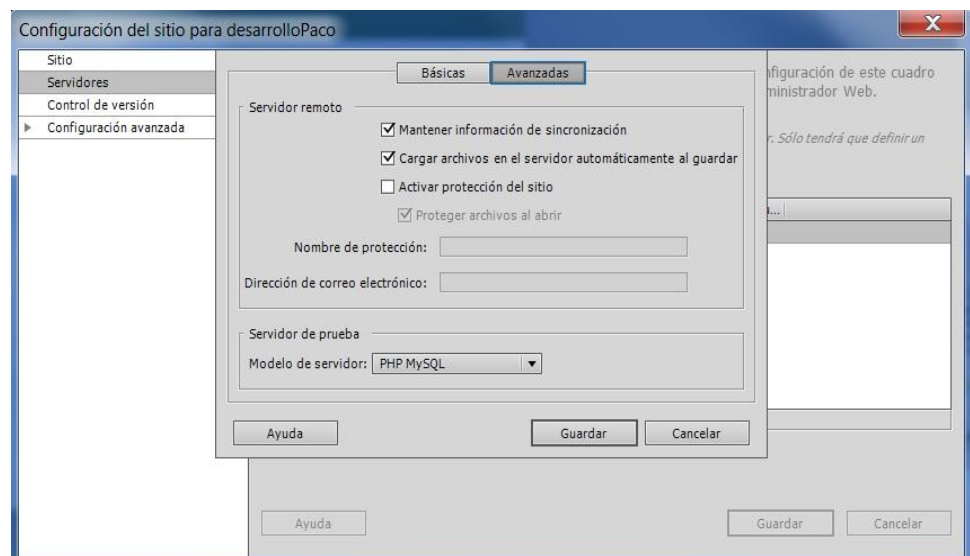 Configuración del sitio para desarrolloPaco
Sitio
Servidores
Control de versión
Configuración avanzada
Básicas
Avanzadas
Servidor remoto
Mantener información de sincronización
Cargar archivos en el servidor automáticamente al guardar
Activar protección del sitio
Proteger archivos al abrir
Nombre de protección:
Dirección de correo electrónico:
Servidor de prueba
Modelo de servidor: PHP MySQL
Ayuda Guardar Cancelar
de este cuadro
Web.
Sólo tendrá que definir un
Ayuda Guardar Cancelar